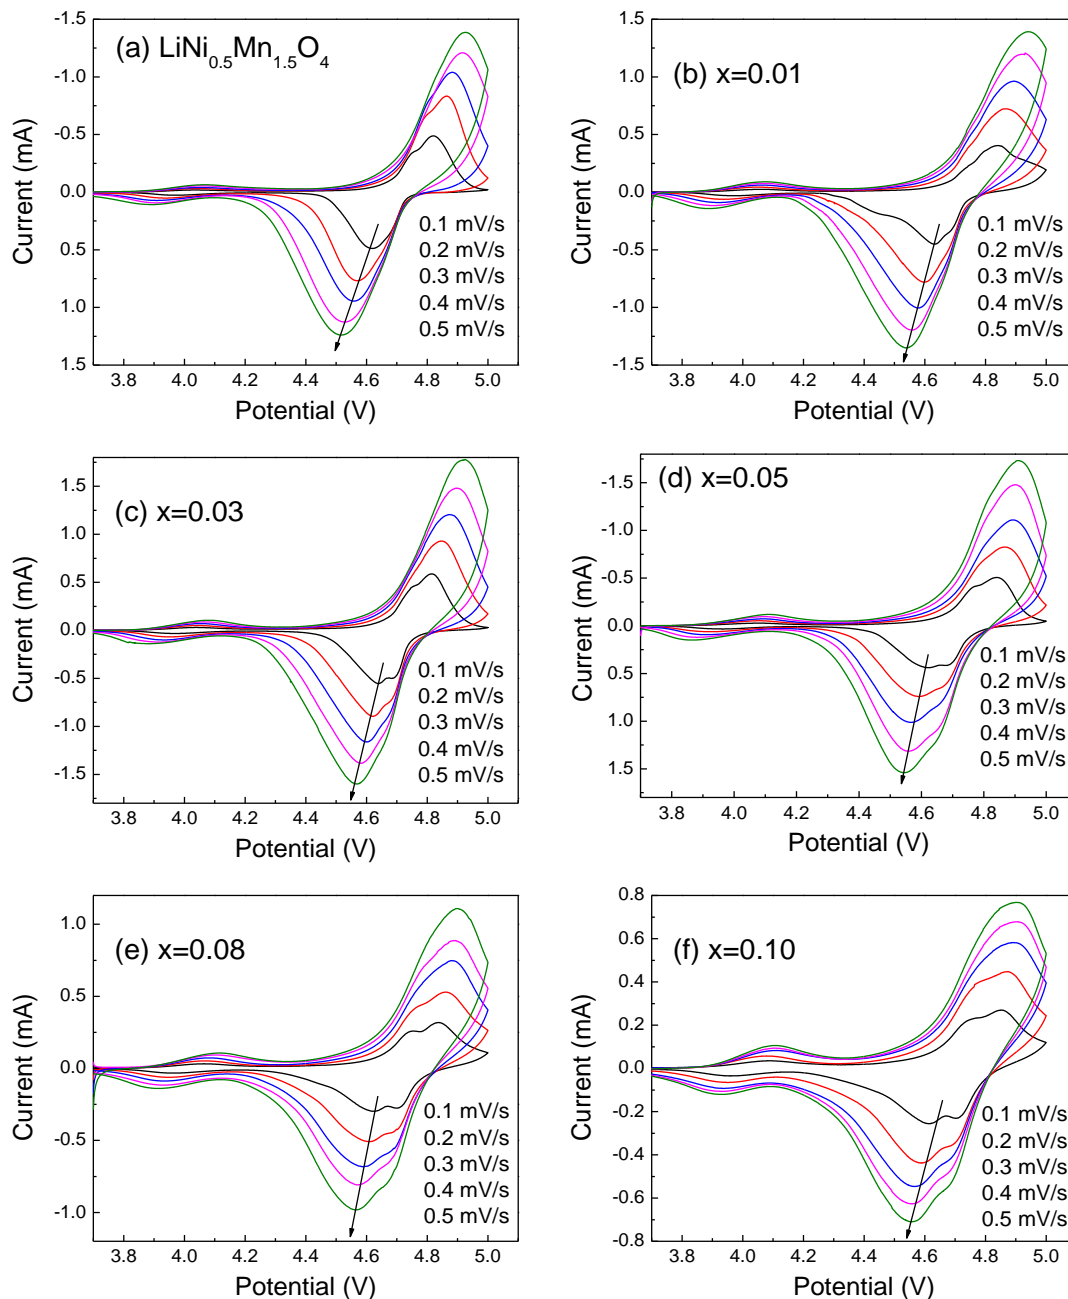 (a) LiNi0.5Mn1.5O4
-1.5
-1.0
-0.5
0.0
0.5
1.0
1.5
Current (mA)
0.1 mV/s
0.2 mV/s
0.3 mV/s
0.4 mV/s
0.5 mV/s
3.8 4.0 4.2 4.4 4.6 4.8 5.0
Potential (V)
(b) x=0.01
1.5
1.0
0.5
0.0
-0.5
-1.0
-1.5
Current (mA)
0.1 mV/s
0.2 mV/s
0.3 mV/s
0.4 mV/s
0.5 mV/s
3.8 4.0 4.2 4.4 4.6 4.8 5.0
Potential (V)
(c) x=0.03
1.5
1.0
0.5
0.0
-0.5
-1.0
-1.5
Current (mA)
0.1 mV/s
0.2 mV/s
0.3 mV/s
0.4 mV/s
0.5 mV/s
3.8 4.0 4.2 4.4 4.6 4.8 5.0
Potential (V)
(d) x=0.05
-1.5
-1.0
-0.5
0.0
0.5
1.0
1.5
Current (mA)
0.1 mV/s
0.2 mV/s
0.3 mV/s
0.4 mV/s
0.5 mV/s
3.8 4.0 4.2 4.4 4.6 4.8 5.0
Potential (V)
(e) x=0.08
1.0
0.5
0.0
-0.5
-1.0
Current (mA)
0.1 mV/s
0.2 mV/s
0.3 mV/s
0.4 mV/s
0.5 mV/s
3.8 4.0 4.2 4.4 4.6 4.8 5.0
Potential (V)
(f) x=0.10
0.8
0.6
0.4
0.2
0.0
-0.2
-0.4
-0.6
-0.8
Current (mA)
0.1 mV/s
0.2 mV/s
0.3 mV/s
0.4 mV/s
0.5 mV/s
3.8 4.0 4.2 4.4 4.6 4.8 5.0
Potential (V)